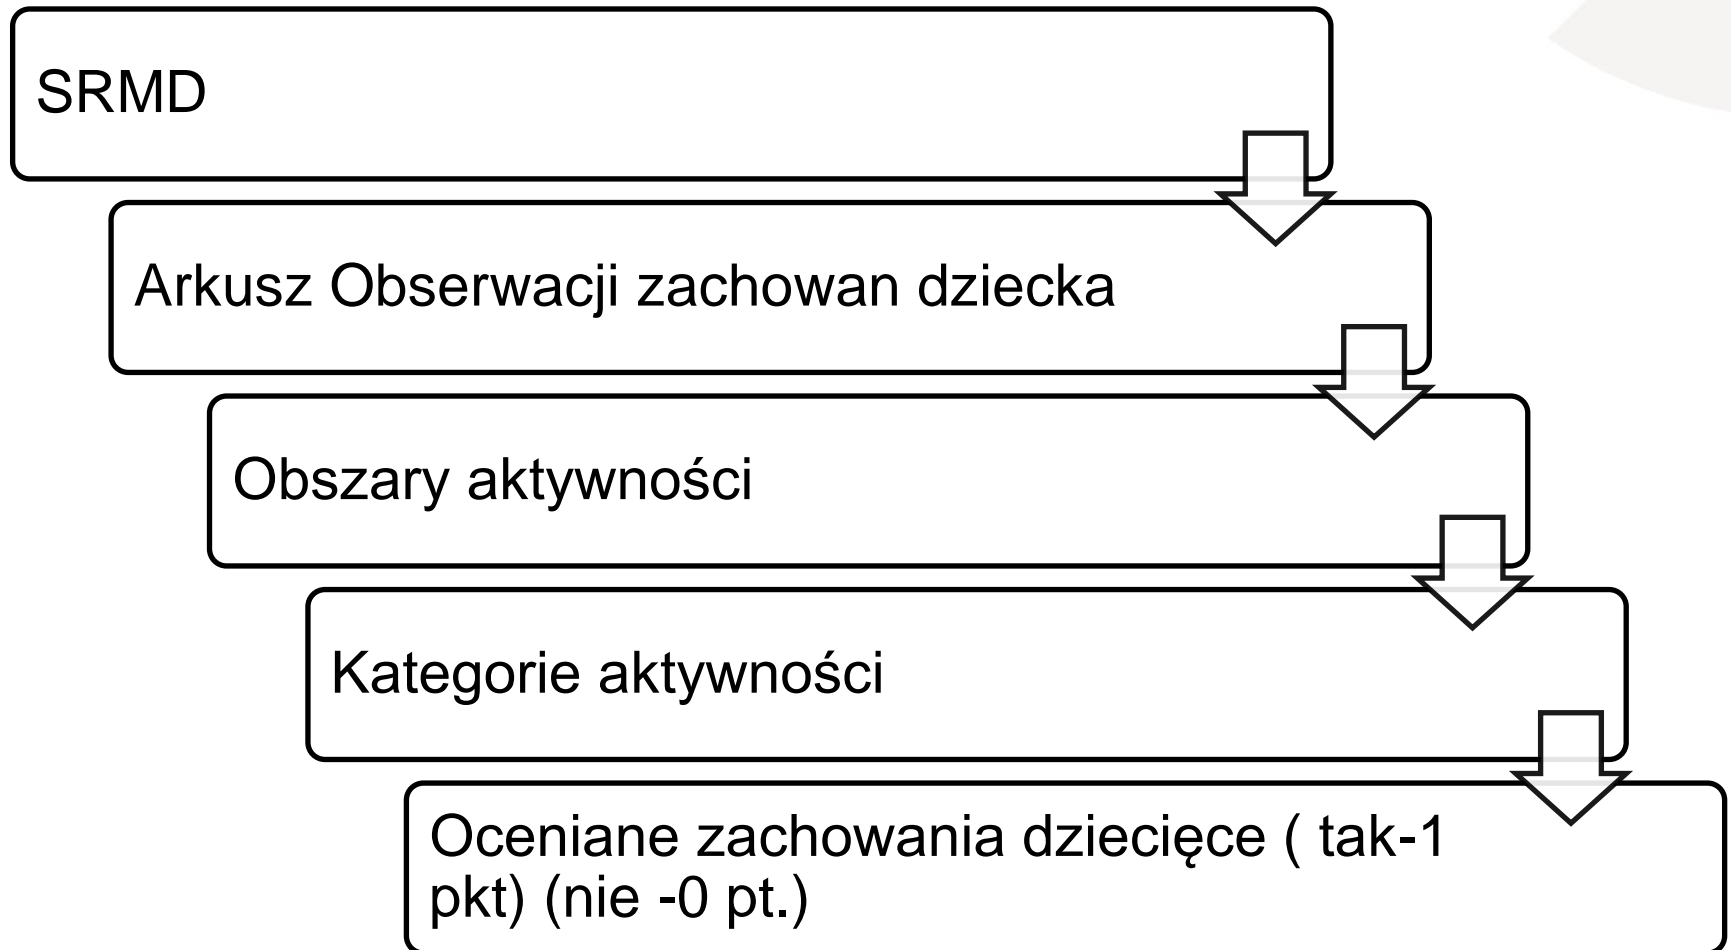 SRMD
Arkusz Obserwacji zachowan dziecka
Obszary aktywności
Kategorie aktywności
Oceniane zachowania dziecięce ( tak-1
pkt) (nie -0 pt.)